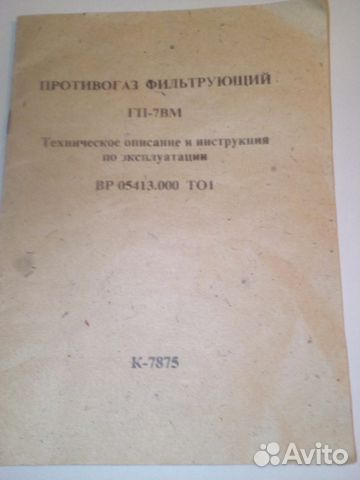 ПРОТИВОГАЗ ФИЛЬТРУЮЩИЙ
ГП-7ВМ
Техническое описание и инструкция
по эксплуатации
ВР 05413.000 ТО1
К-7875
Avito